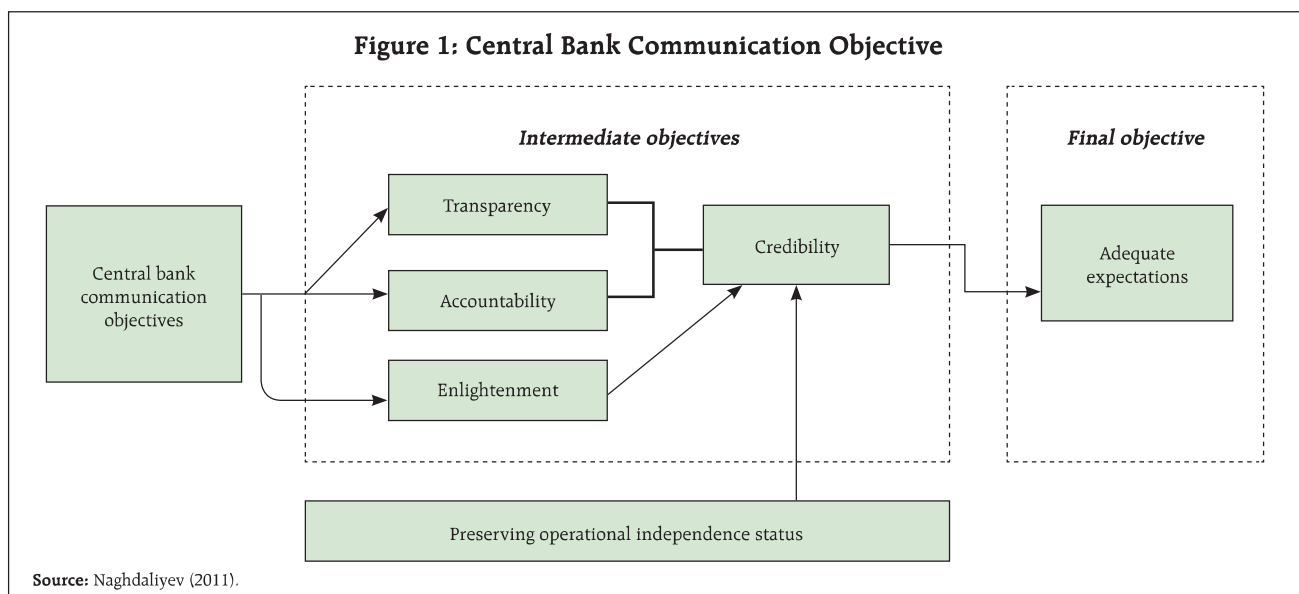 Figure 1: Central Bank Communication Objective
Intermediate objectives
Final objective
Central bank
communication
objectives
Transparency
Accountability
Enlightenment
Credibility
Adequate
expectations
Preserving operational independence status
Source: Naghdaliyev (2011).